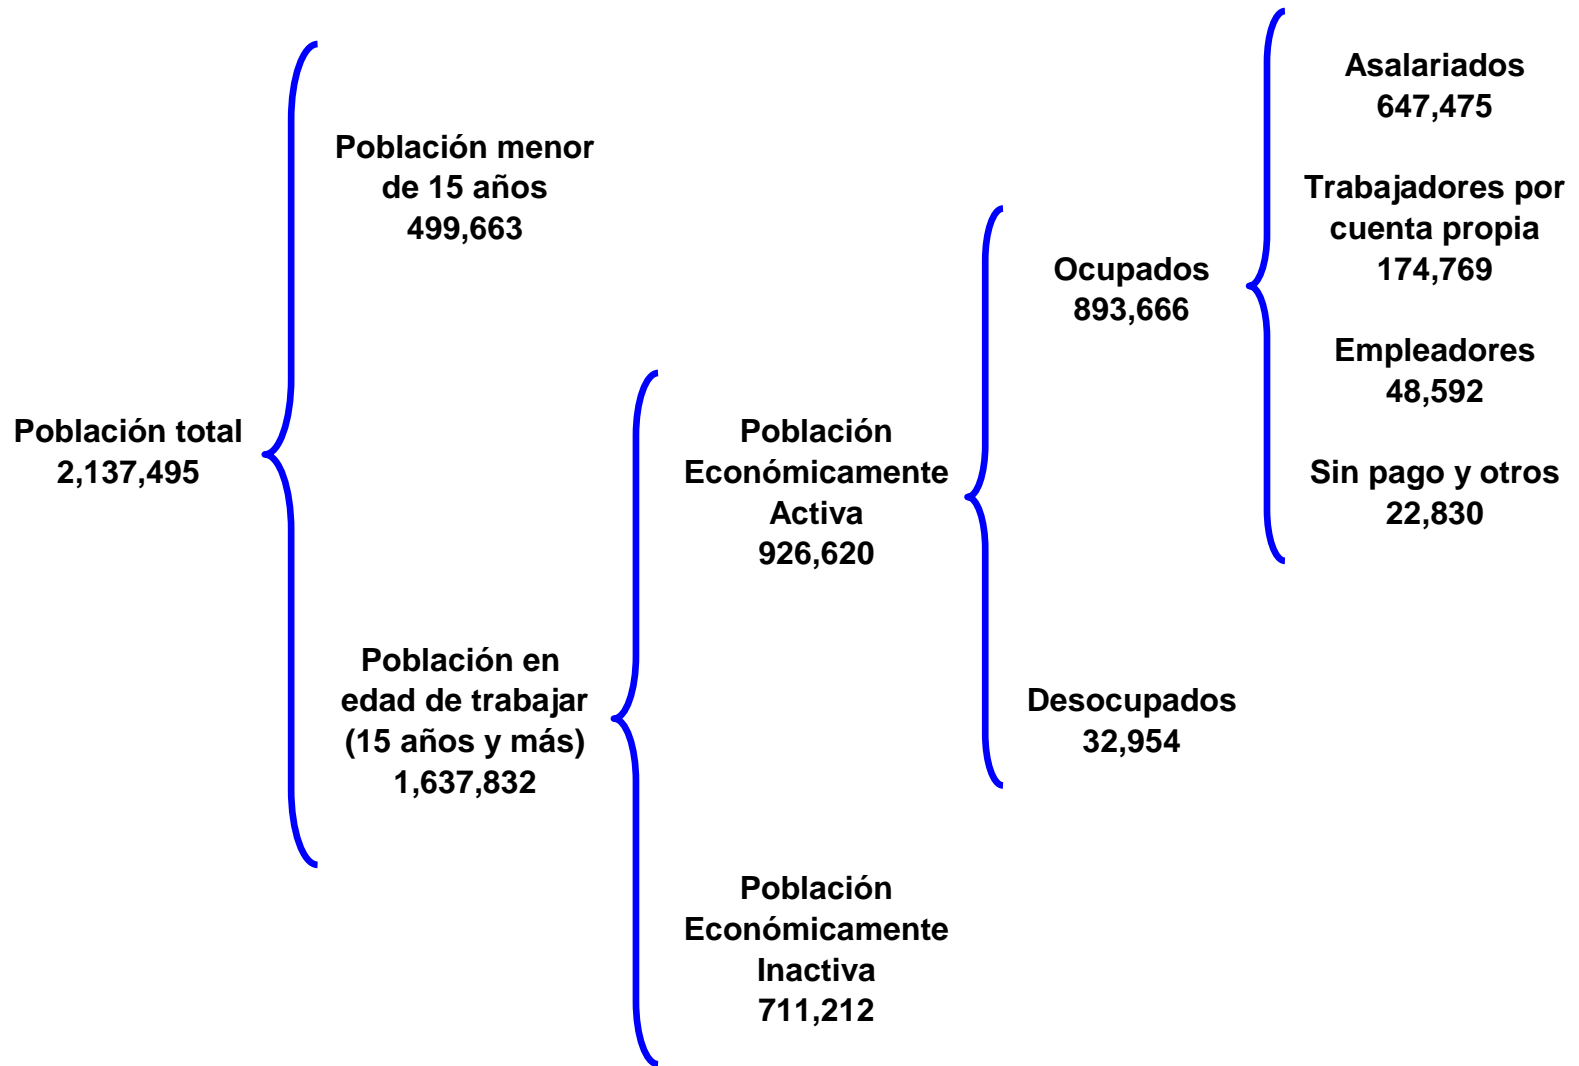 Población total
2,137,495
Población menor
de 15 años
499,663
Población en
edad de trabajar
(15 años y más)
1,637,832
Población
Económicamente
Activa
926,620
Población
Económicamente
Inactiva
711,212
Ocupados
893,666
Desocupados
32,954
Asalariados
647,475
Trabajadores por
cuenta propia
174,769
Empleadores
48,592
Sin pago y otros
22,830